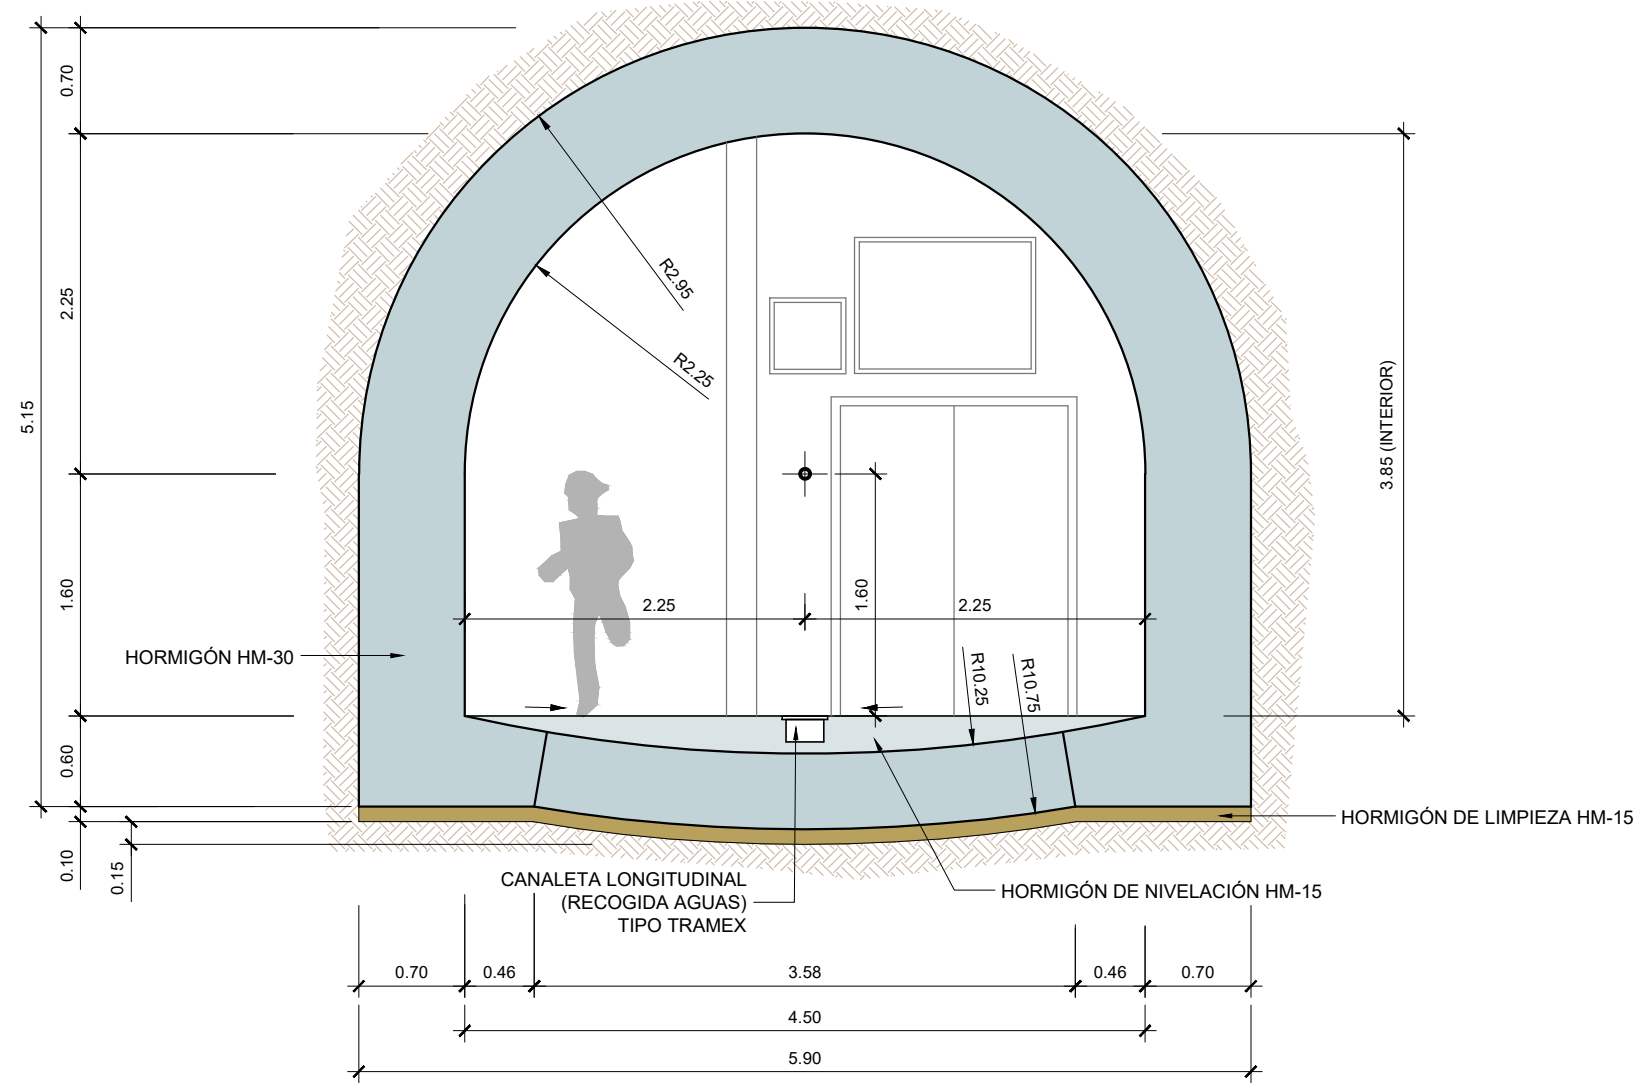 0.70
2.25
5.15
1.60
0.60
0.10
0.15
R2.95
R2.25
3.85 (INTERIOR)
1.60
2.25
2.25
HORMIGÓN HM-30
R10.25
R10.75
HORMIGÓN DE LIMPIEZA HM-15
CANALETA LONGITUDINAL
(RECOGIDA AGUAS)
TIPO TRAMEX
HORMIGÓN DE NIVELACIÓN HM-15
0.70
0.46
3.58
0.46
0.70
4.50
5.90